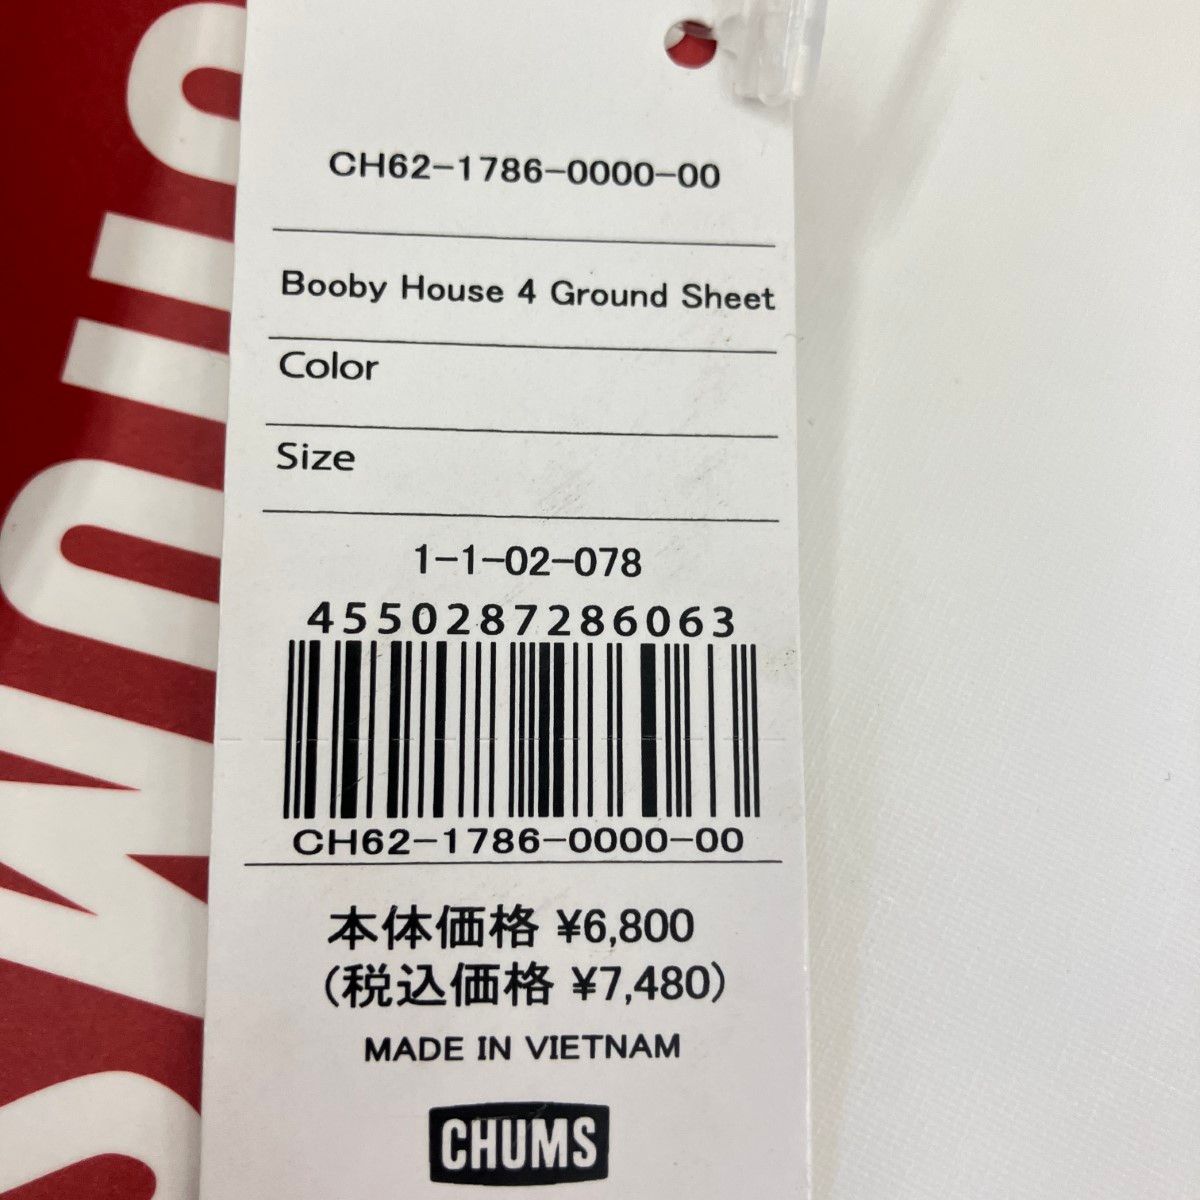 CH62-1786-0000-00
Booby House 4 Ground Sheet
Color
Size
1-1-02-078
4550287286063
CH62-1786-0000-00
本体価格 ¥6,800
(税込価格 ¥7,480)
MADE IN VIETNAM
CHUMS